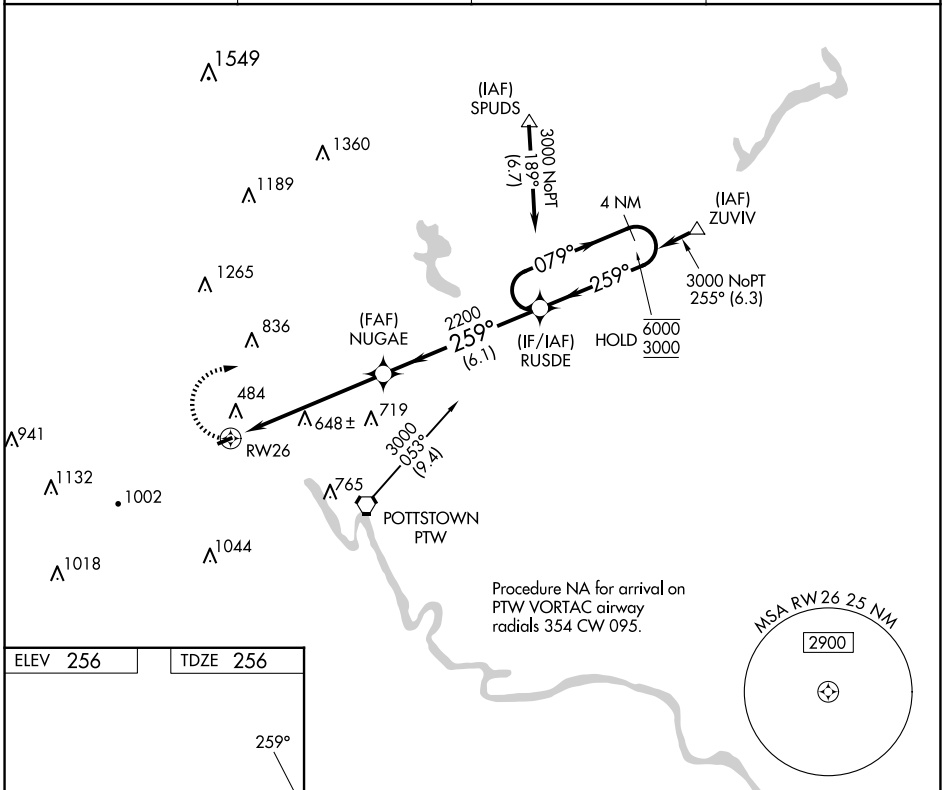 1549
(IAF)
SPUDS
3000 NoPT
189°
(6.7)
1360
1189
4 NM
(IAF)
ZUVIV
079°
259°
3000 NoPT
255° (6.3)
1265
(FAF)
NUGAE
2200
259°
(6.1)
(IF/IAF)
RUSDE
HOLD
6000
3000
836
484
648±
719
941
RW26
3000
053°
(9.4)
1132
765
1002
POTTSTOWN
PTW
1044
1018
Procedure NA for arrival on
PTW VORTAC airway
radials 354 CW 095.
MSA RW 26 25 NM
2900
ELEV 256
TDZE 256
259°